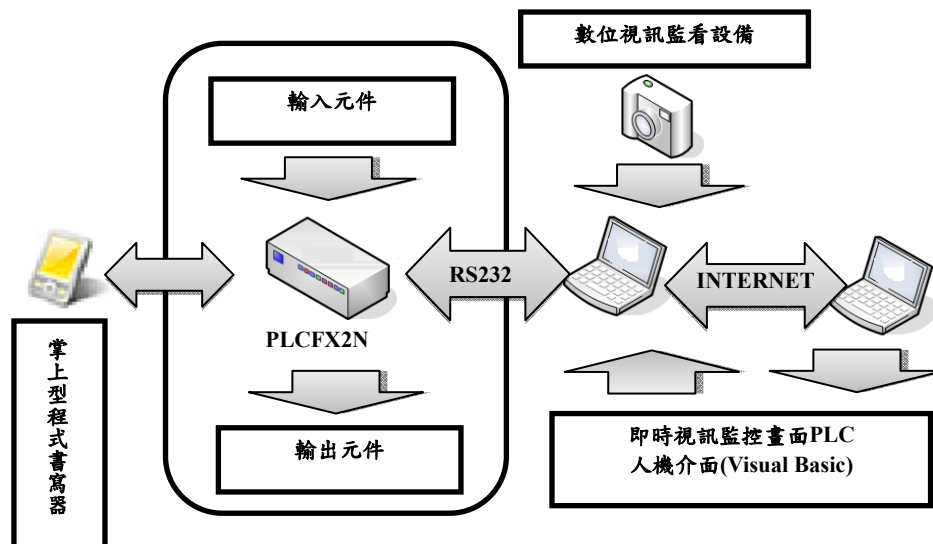 數位視訊監看設備
輸入元件
RS232
INTERNET
PLCFX2N
掌上型程式書寫器
輸出元件
即時視訊監控畫面PLC
人機介面(Visual Basic)